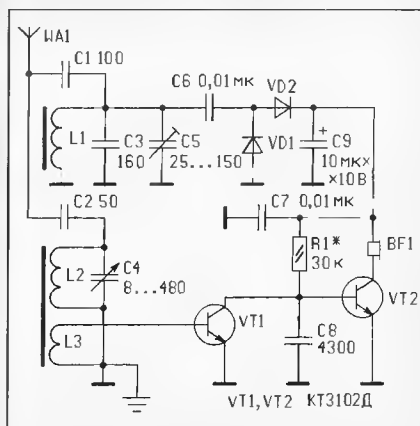 WA1
C1 100
C6 0,01 мк
VD2
L1
C3
160
C5
25...150
VD1
C9
10 мк×
×10В
+
C2 50
C7 0,01 мк
L2
C4
8...480
R1*
30 к
BF1
L3
VT1
VT2
C8
4300
VT1, VT2 КТ3102Д